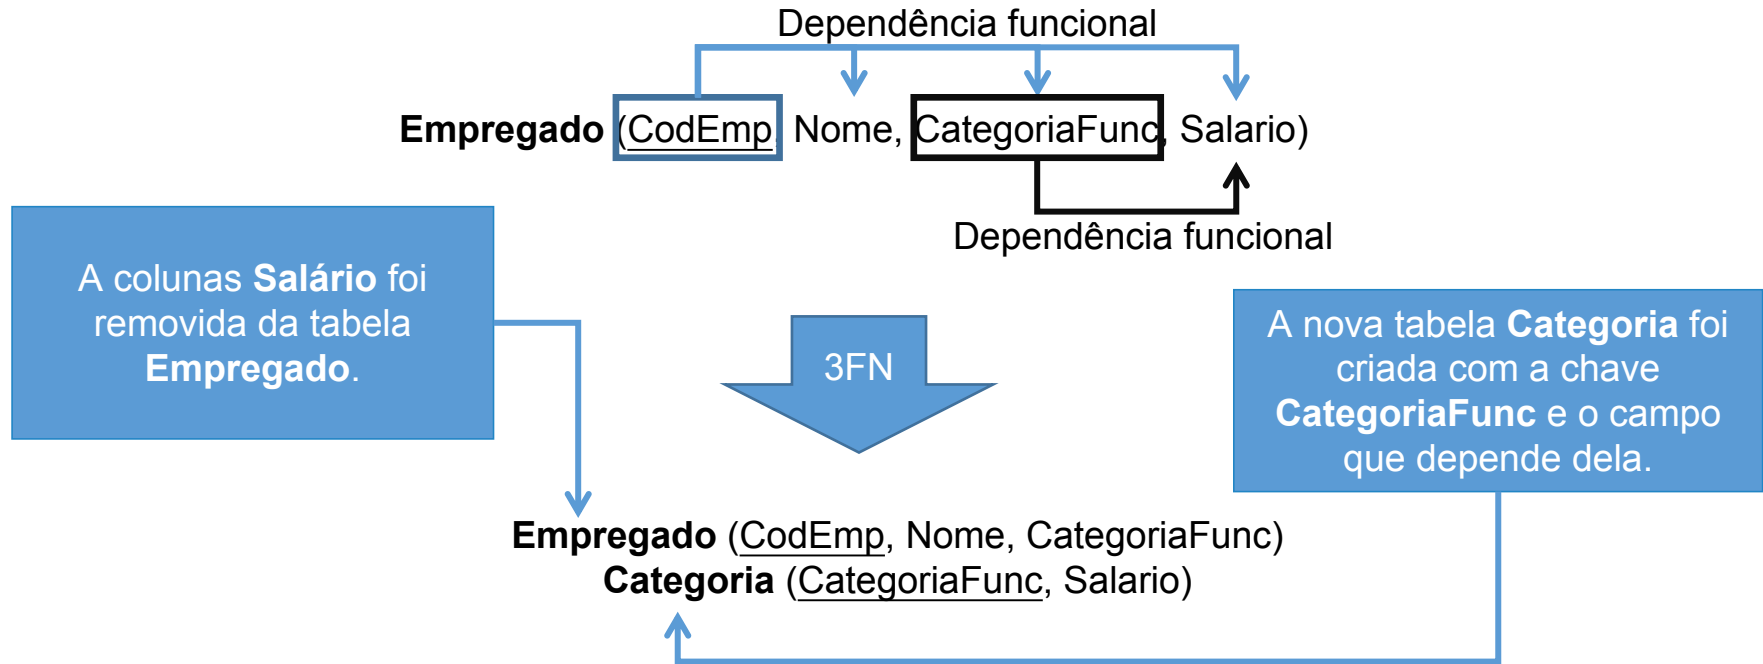 Dependência funcional
Empregado (CodEmp, Nome, CategoriaFunc, Salario)
Dependência funcional
A colunas Salário foi
removida da tabela
Empregado.
3FN
A nova tabela Categoria foi
criada com a chave
CategoriaFunc e o campo
que depende dela.
Empregado (CodEmp, Nome, CategoriaFunc)
Categoria (CategoriaFunc, Salario)